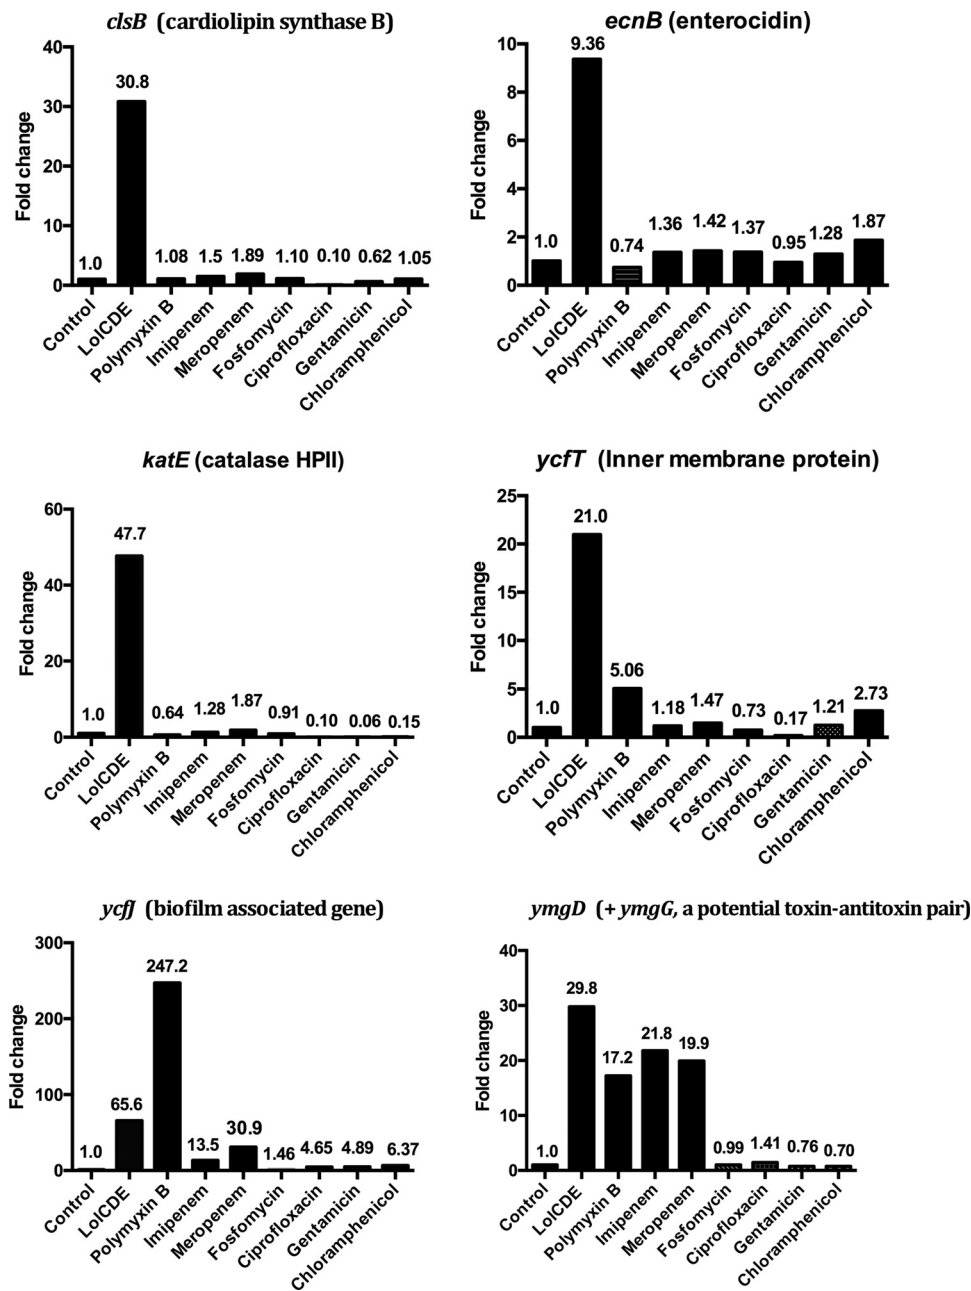 clsB (cardiolipin synthase B)
Fold change
40
30
20
10
0
1.0
30.8
1.08
1.5
1.89
1.10
0.10
0.62
1.05
Control
LolCDE
Polymyxin B
Imipenem
Meropenem
Fosfomycin
Ciprofloxacin
Gentamicin
Chloramphenicol
ecnB (enterocidin)
Fold change
10
8
6
4
2
0
1.0
9.36
0.74
1.36
1.42
1.37
0.95
1.28
1.87
Control
LolCDE
Polymyxin B
Imipenem
Meropenem
Fosfomycin
Ciprofloxacin
Gentamicin
Chloramphenicol
katE (catalase HPII)
Fold change
60
40
20
0
1.0
47.7
0.64
1.28
1.87
0.91
0.10
0.06
0.15
Control
LolCDE
Polymyxin B
Imipenem
Meropenem
Fosfomycin
Ciprofloxacin
Gentamicin
Chloramphenicol
ycfT (Inner membrane protein)
Fold change
25
20
15
10
5
0
1.0
21.0
5.06
1.18
1.47
0.73
0.17
1.21
2.73
Control
LolCDE
Polymyxin B
Imipenem
Meropenem
Fosfomycin
Ciprofloxacin
Gentamicin
Chloramphenicol
ycfJ (biofilm associated gene)
Fold change
300
200
100
0
1.0
65.6
247.2
13.5
30.9
1.46
4.65
4.89
6.37
Control
LolCDE
Polymyxin B
Imipenem
Meropenem
Fosfomycin
Ciprofloxacin
Gentamicin
Chloramphenicol
ymgD (+ ymgG, a potential toxin-antitoxin pair)
Fold change
40
30
20
10
0
1.0
29.8
17.2
21.8
19.9
0.99
1.41
0.76
0.70
Control
LolCDE
Polymyxin B
Imipenem
Meropenem
Fosfomycin
Ciprofloxacin
Gentamicin
Chloramphenicol